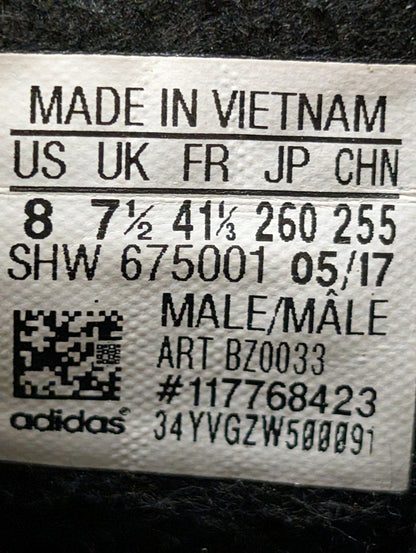 MADE IN VIETNAM
US UK FR JP CHN
8 7½ 41⅓ 260 255
SHW 675001 05/17
MALE/MÂLE
ART BZ0033
#117768423
adidas® 34YVGZW500091